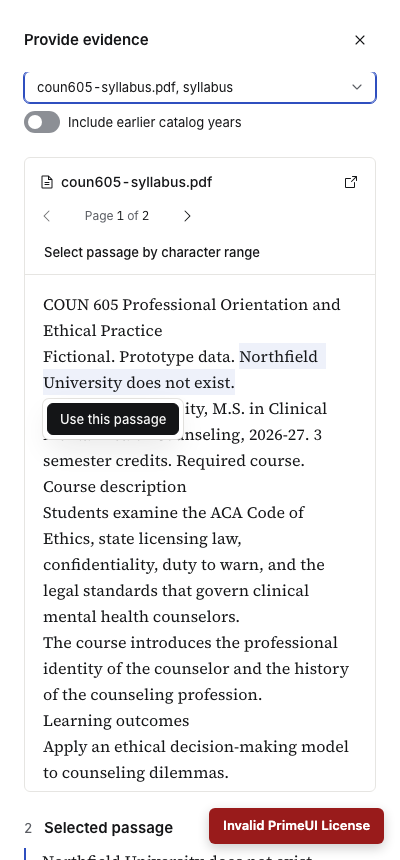 Provide evidence
coun605-syllabus.pdf, syllabus
Include earlier catalog years
coun605-syllabus.pdf
Page 1 of 2
Select passage by character range
COUN 605 Professional Orientation and
Ethical Practice
Fictional. Prototype data. Northfield
University does not exist.
Use this passage
ity, M.S. in Clinical
unseling, 2026-27. 3
semester credits. Required course.
Course description
Students examine the ACA Code of
Ethics, state licensing law,
confidentiality, duty to warn, and the
legal standards that govern clinical
mental health counselors.
The course introduces the professional
identity of the counselor and the history
of the counseling profession.
Learning outcomes
Apply an ethical decision-making model
to counseling dilemmas.
2 Selected passage
Invalid PrimeUI License
Northfield University does not exist.